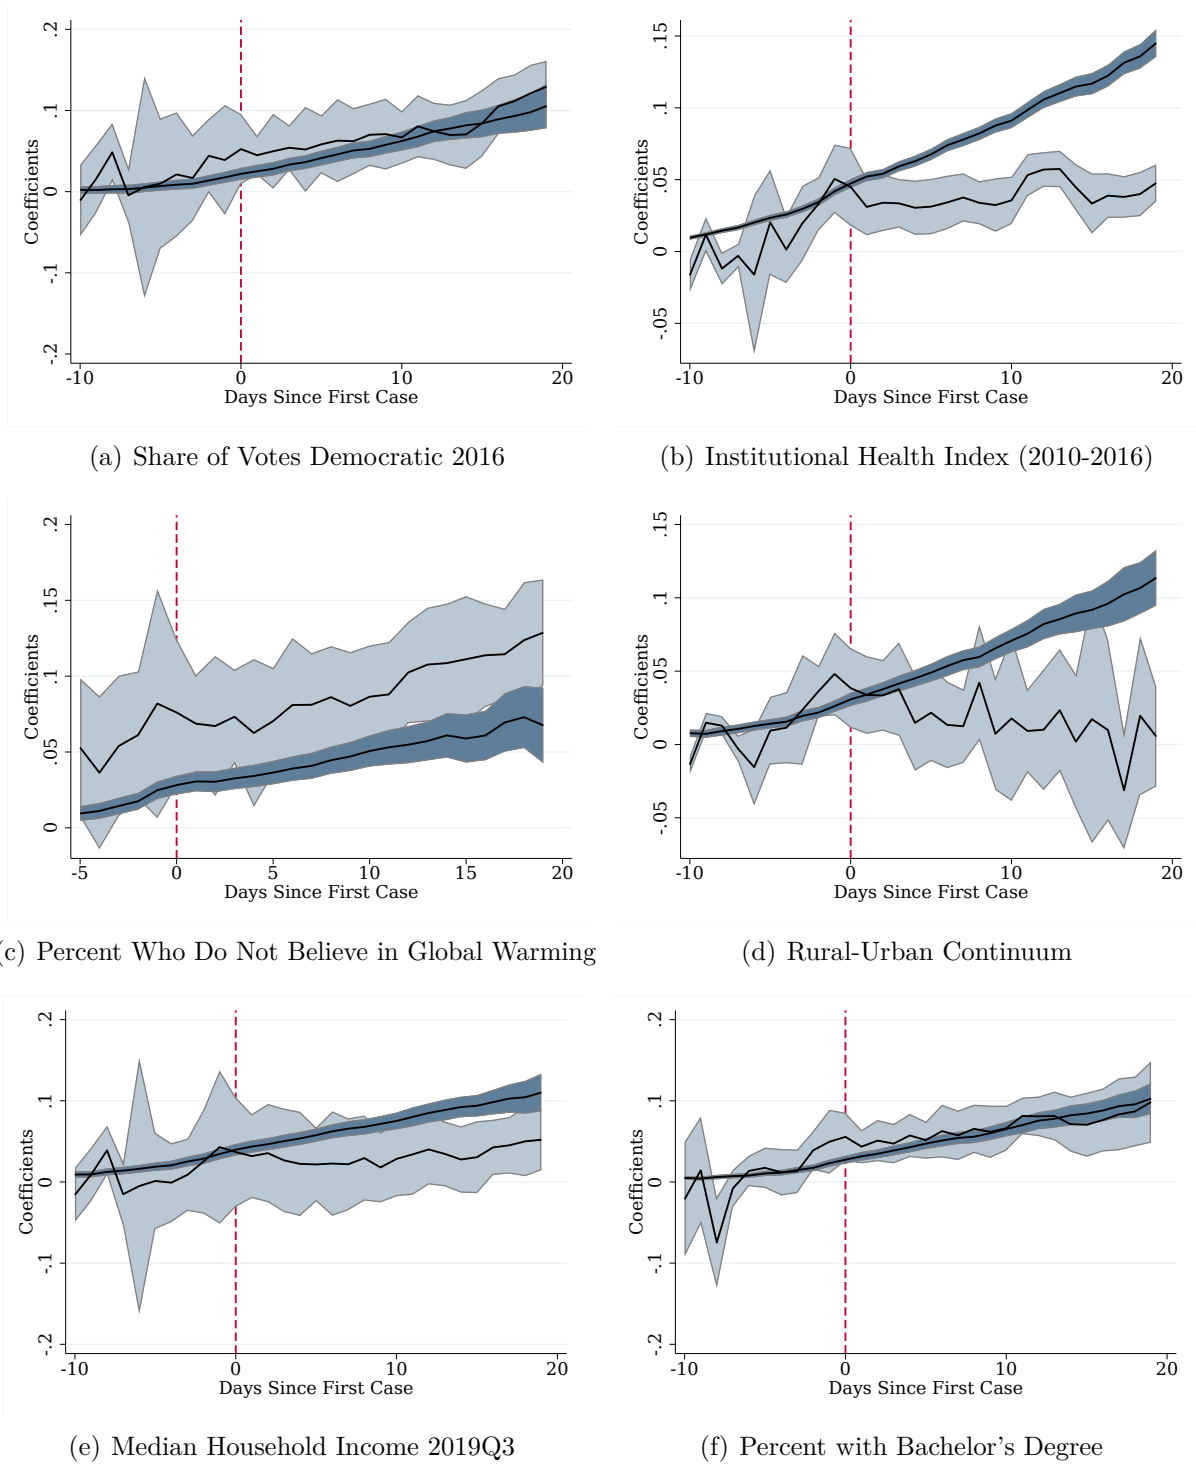 .2
.1
0
-.1
-.2
Coefficients
-10 0 10 20
Days Since First Case
(a) Share of Votes Democratic 2016
.15
.1
.05
0
-.05
Coefficients
-10 0 10 20
Days Since First Case
(b) Institutional Health Index (2010-2016)
.2
.15
.1
.05
0
Coefficients
-5 0 5 10 15 20
Days Since First Case
(c) Percent Who Do Not Believe in Global Warming
.15
.1
.05
0
-.05
Coefficients
-10 0 10 20
Days Since First Case
(d) Rural-Urban Continuum
.2
.1
0
-.1
-.2
Coefficients
-10 0 10 20
Days Since First Case
(e) Median Household Income 2019Q3
.2
.1
0
-.1
-.2
Coefficients
-10 0 10 20
Days Since First Case
(f) Percent with Bachelor's Degree